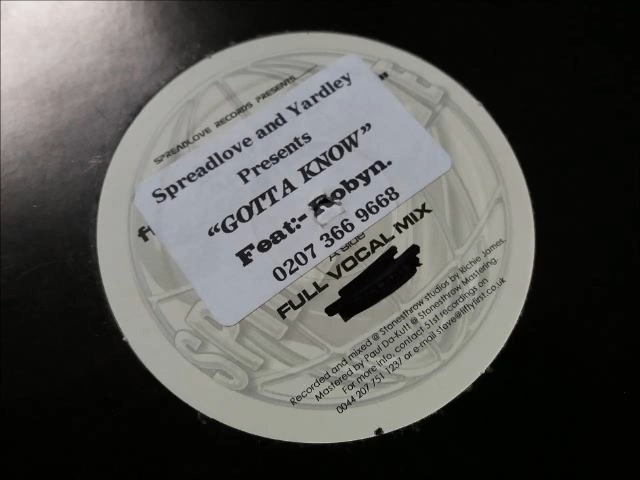 SPREADLOVE RECORDS PRESENTS
Spreadlove and Yardley
Presents
“GOTTA KNOW”
Feat:- Robyn.
0207 366 9668
A Side
FULL VOCAL MIX
Recorded and mixed @ Stonesthrow studios by Richie James.
Mastered by Paul Da-Kutt @ Stonesthrow Mastering.
For more info, contact 51st recordings on
0044 207 751 1237 or e-mail steve@fiftyfirst.co.uk